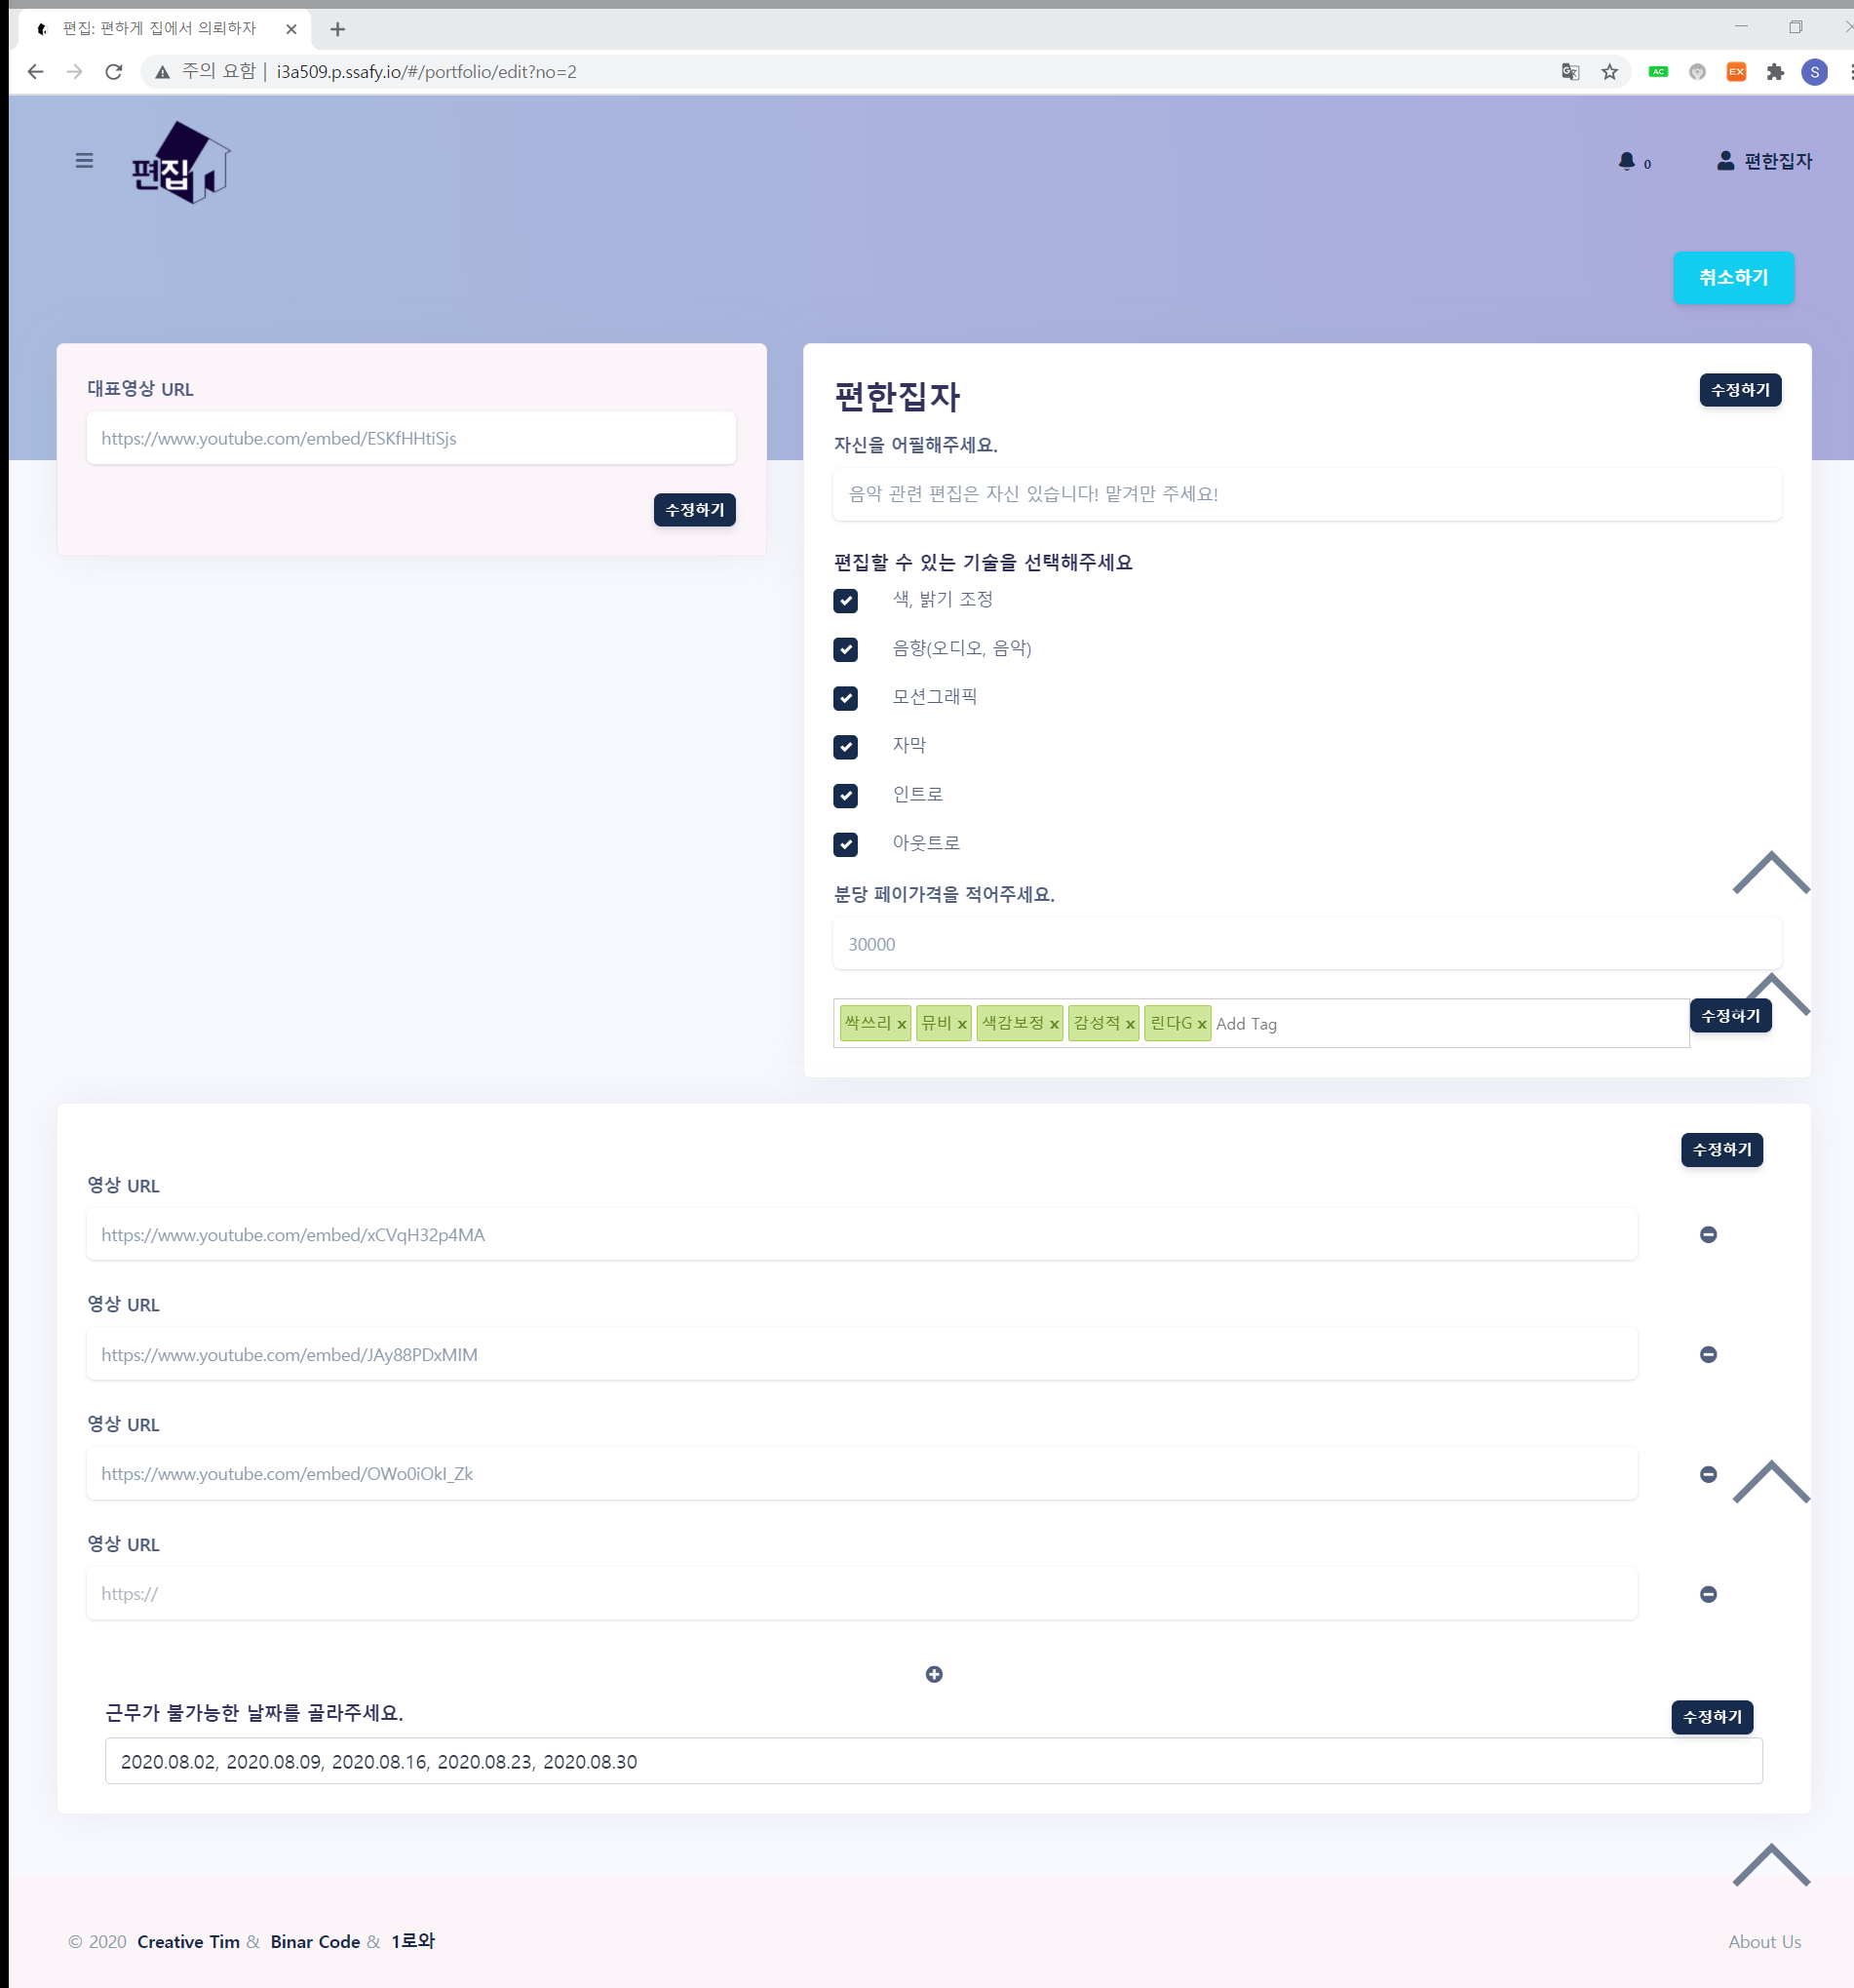 편집: 편하게 집에서 의뢰하자
주의 요함 | i3a509.p.ssafy.io/#/portfolio/edit?no=2
AC
EX
S
편집
0
편한집자
취소하기
대표영상 URL
https://www.youtube.com/embed/ESKfHHtiSjs
수정하기
편한집자
수정하기
자신을 어필해주세요.
음악 관련 편집은 자신 있습니다! 맡겨만 주세요!
편집할 수 있는 기술을 선택해주세요
색, 밝기 조정
음향(오디오, 음악)
모션그래픽
자막
인트로
아웃트로
분당 페이가격을 적어주세요.
30000
싹쓰리 x 뮤비 x 색감보정 x 감성적 x 린다G x Add Tag
수정하기
수정하기
영상 URL
https://www.youtube.com/embed/xCVqH32p4MA
영상 URL
https://www.youtube.com/embed/JAy88PDxMIM
영상 URL
https://www.youtube.com/embed/OWo0iOkI_Zk
영상 URL
https://
근무가 불가능한 날짜를 골라주세요.
수정하기
2020.08.02, 2020.08.09, 2020.08.16, 2020.08.23, 2020.08.30
© 2020 Creative Tim & Binar Code & 1로와
About Us